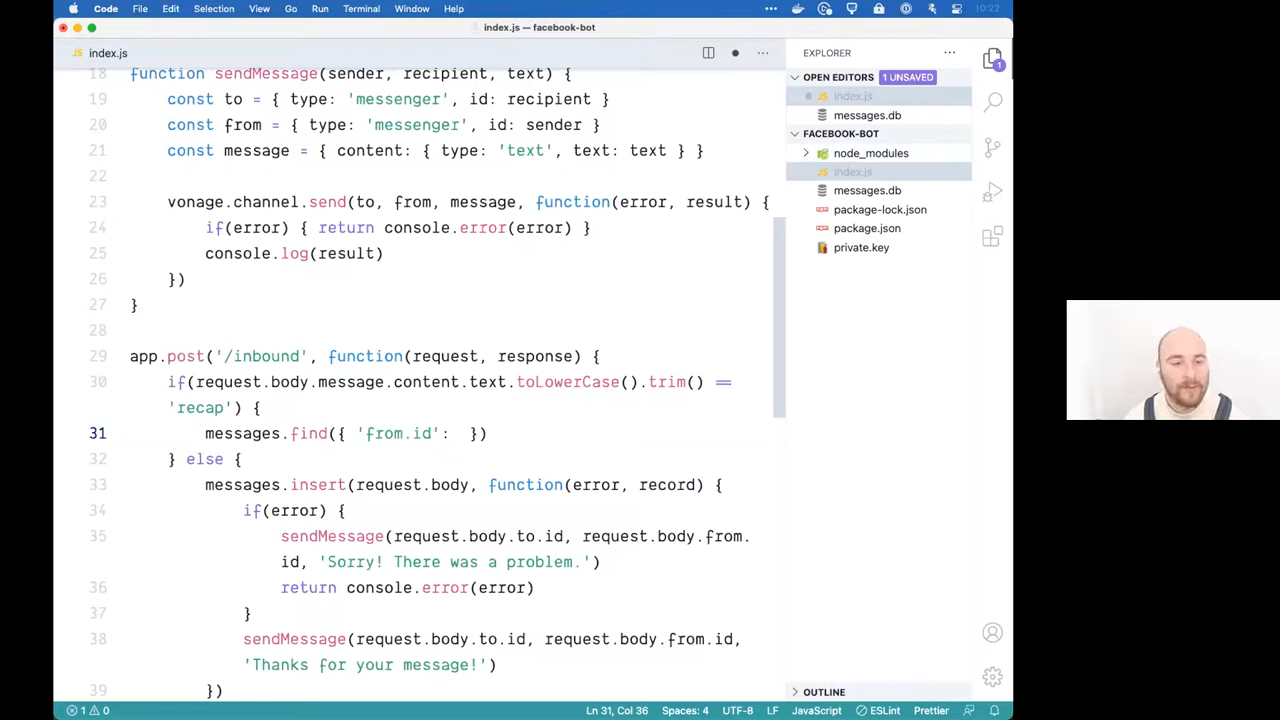 Code File Edit Selection View Go Run Terminal Window Help 10:22
index.js — facebook-bot
JS index.js
18 function sendMessage(sender, recipient, text) {
19 const to = { type: 'messenger', id: recipient }
20 const from = { type: 'messenger', id: sender }
21 const message = { content: { type: 'text', text: text } }
22
23 vonage.channel.send(to, from, message, function(error, result) {
24 if(error) { return console.error(error) }
25 console.log(result)
26 })
27 }
28
29 app.post('/inbound', function(request, response) {
30 if(request.body.message.content.text.toLowerCase().trim() ==
'recap') {
31 messages.find({ 'from.id':  })
32 } else {
33 messages.insert(request.body, function(error, record) {
34 if(error) {
35 sendMessage(request.body.to.id, request.body.from.
id, 'Sorry! There was a problem.')
36 return console.error(error)
37 }
38 sendMessage(request.body.to.id, request.body.from.id,
'Thanks for your message!')
39 })
EXPLORER
OPEN EDITORS 1 UNSAVED
JS index.js
messages.db
FACEBOOK-BOT
node_modules
JS index.js
messages.db
package-lock.json
package.json
private.key
OUTLINE
1
1 0 Ln 31, Col 36 Spaces: 4 UTF-8 LF JavaScript ESLint Prettier